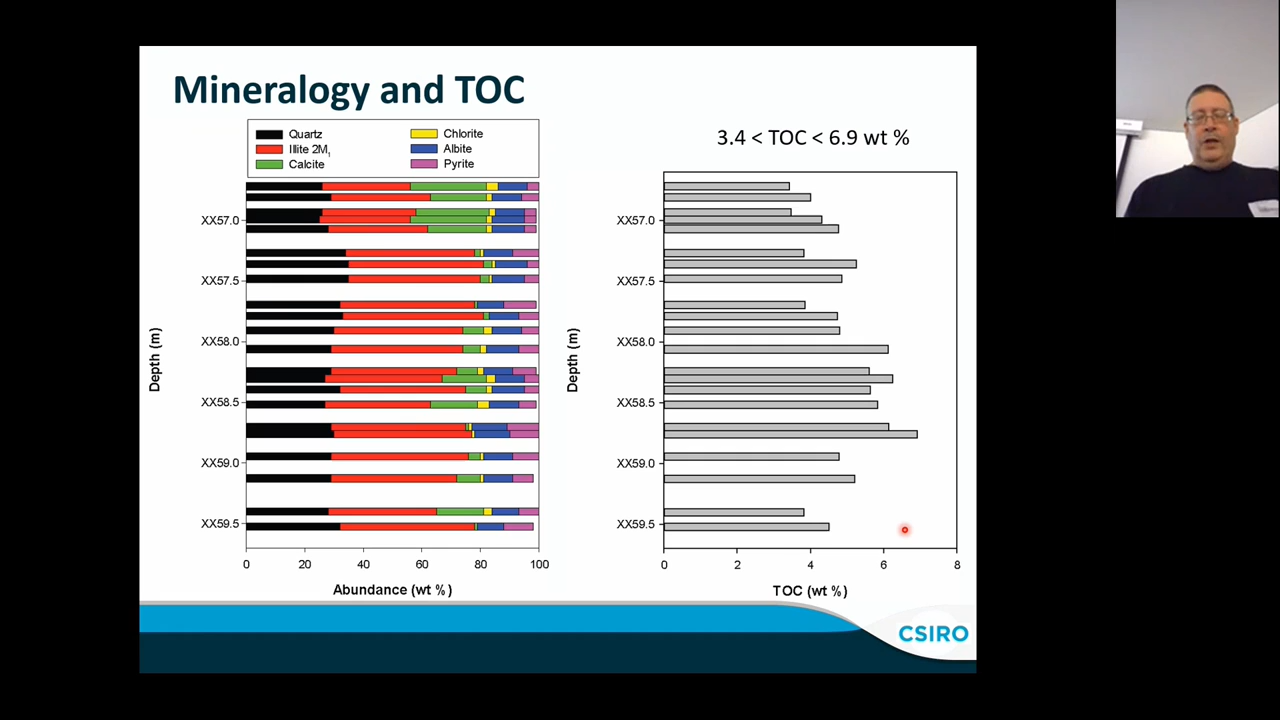 Mineralogy and TOC
Quartz
Illite 2M1
Calcite
Chlorite
Albite
Pyrite
XX57.0
XX57.5
XX58.0
XX58.5
XX59.0
XX59.5
Depth (m)
0 20 40 60 80 100
Abundance (wt %)
3.4 < TOC < 6.9 wt %
XX57.0
XX57.5
XX58.0
XX58.5
XX59.0
XX59.5
Depth (m)
0 2 4 6 8
TOC (wt %)
CSIRO